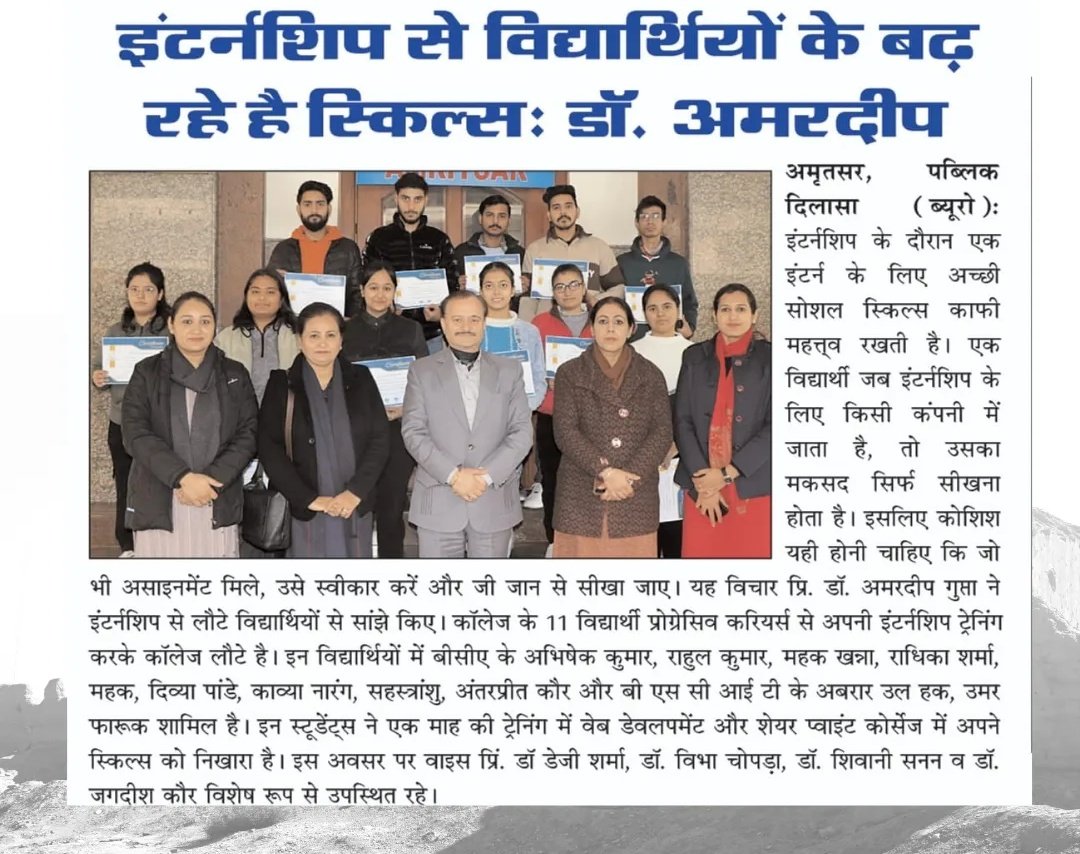 इंटर्नशिप से विद्यार्थियों के बढ़
रहे है स्किल्स: डॉ. अमरदीप
अमृतसर, पब्लिक
दिलासा (ब्यूरो):
इंटर्नशिप के दौरान एक
इंटर्न के लिए अच्छी
सोशल स्किल्स काफी
महत्त्व रखती है। एक
विद्यार्थी जब इंटर्नशिप के
लिए किसी कंपनी में
जाता है, तो उसका
मकसद सिर्फ सीखना
होता है। इसलिए कोशिश
यही होनी चाहिए कि जो
भी असाइनमेंट मिले, उसे स्वीकार करें और जी जान से सीखा जाए। यह विचार प्रि. डॉ. अमरदीप गुप्ता ने
इंटर्नशिप से लौटे विद्यार्थियों से सांझे किए। कॉलेज के 11 विद्यार्थी प्रोग्रेसिव करियर्स से अपनी इंटर्नशिप ट्रेनिंग
करके कॉलेज लौटे है। इन विद्यार्थियों में बीसीए के अभिषेक कुमार, राहुल कुमार, महक खन्ना, राधिका शर्मा,
महक, दिव्या पांडे, काव्या नारंग, सहस्त्रांशु, अंतरप्रीत कौर और बी एस सी आई टी के अबरार उल हक, उमर
फारूक शामिल है। इन स्टूडेंट्स ने एक माह की ट्रेनिंग में वेब डेवलपमेंट और शेयर प्वाइंट कोर्सेज में अपने
स्किल्स को निखारा है। इस अवसर पर वाइस प्रिं. डॉ डेजी शर्मा, डॉ. विभा चोपड़ा, डॉ. शिवानी सनन व डॉ.
जगदीश कौर विशेष रूप से उपस्थित रहे।